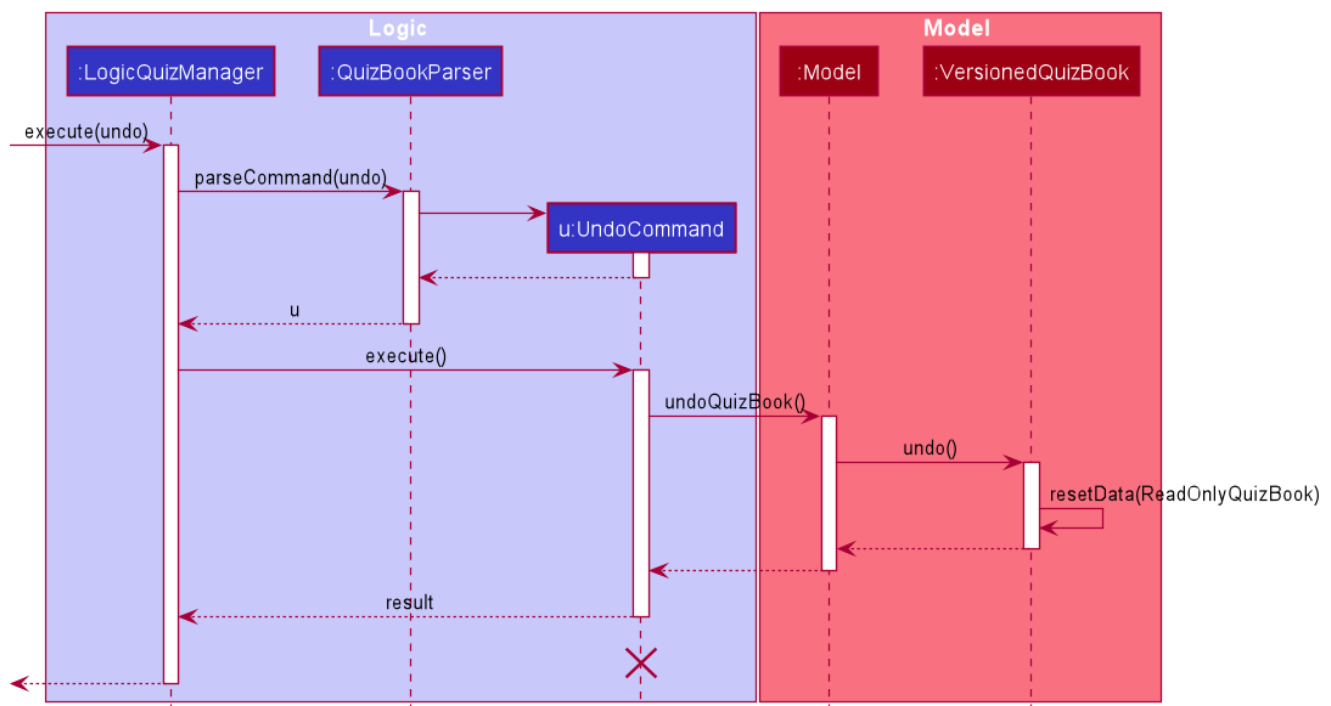 Logic
Model
:LogicQuizManager
:QuizBookParser
:Model
:VersionedQuizBook
execute(undo)
parseCommand(undo)
u:UndoCommand
u
execute()
undoQuizBook()
undo()
resetData(ReadOnlyQuizBook)
result